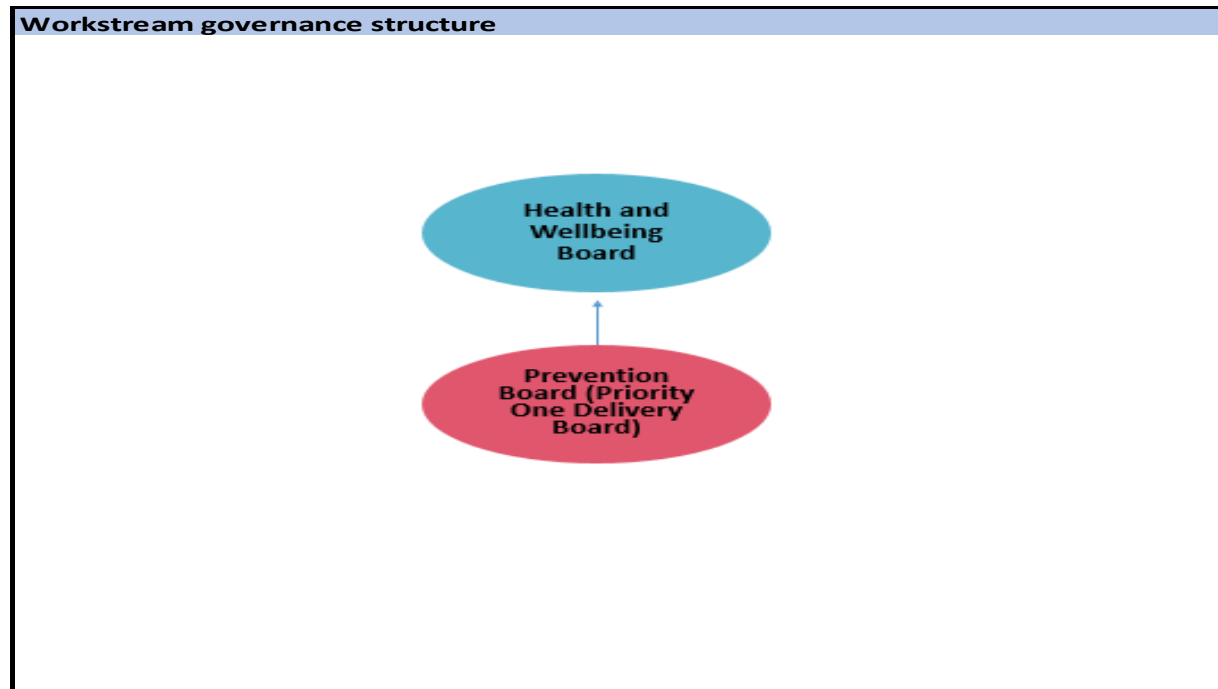 Workstream governance structure
Health and
Wellbeing
Board
Prevention
Board (Priority
One Delivery
Board)